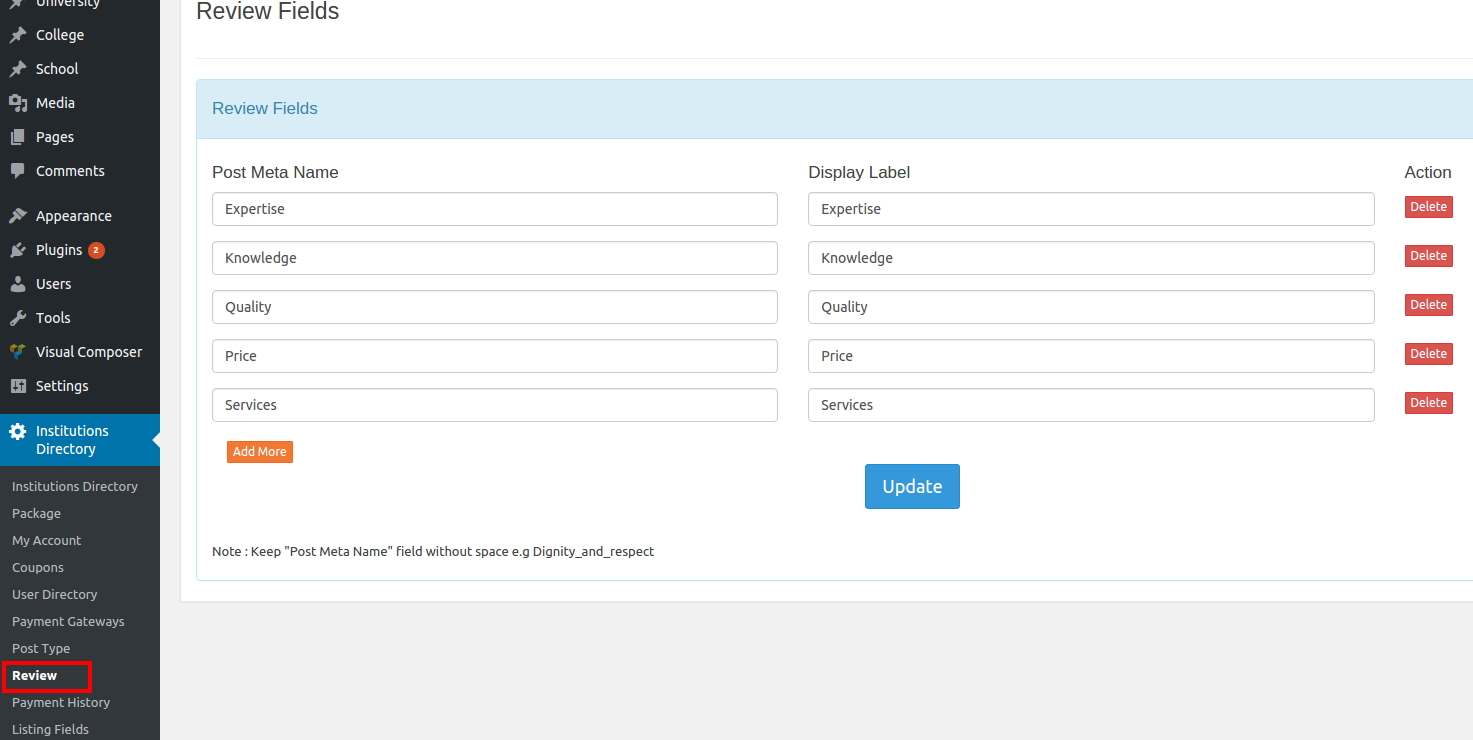 University
College
School
Media
Pages
Comments
Appearance
Plugins 2
Users
Tools
Visual Composer
Settings
Institutions
Directory
Institutions Directory
Package
My Account
Coupons
User Directory
Payment Gateways
Post Type
Review
Payment History
Listing Fields
Review Fields
Review Fields
Post Meta Name Display Label Action
Expertise Expertise Delete
Knowledge Knowledge Delete
Quality Quality Delete
Price Price Delete
Services Services Delete
Add More
Update
Note : Keep "Post Meta Name" field without space e.g Dignity_and_respect